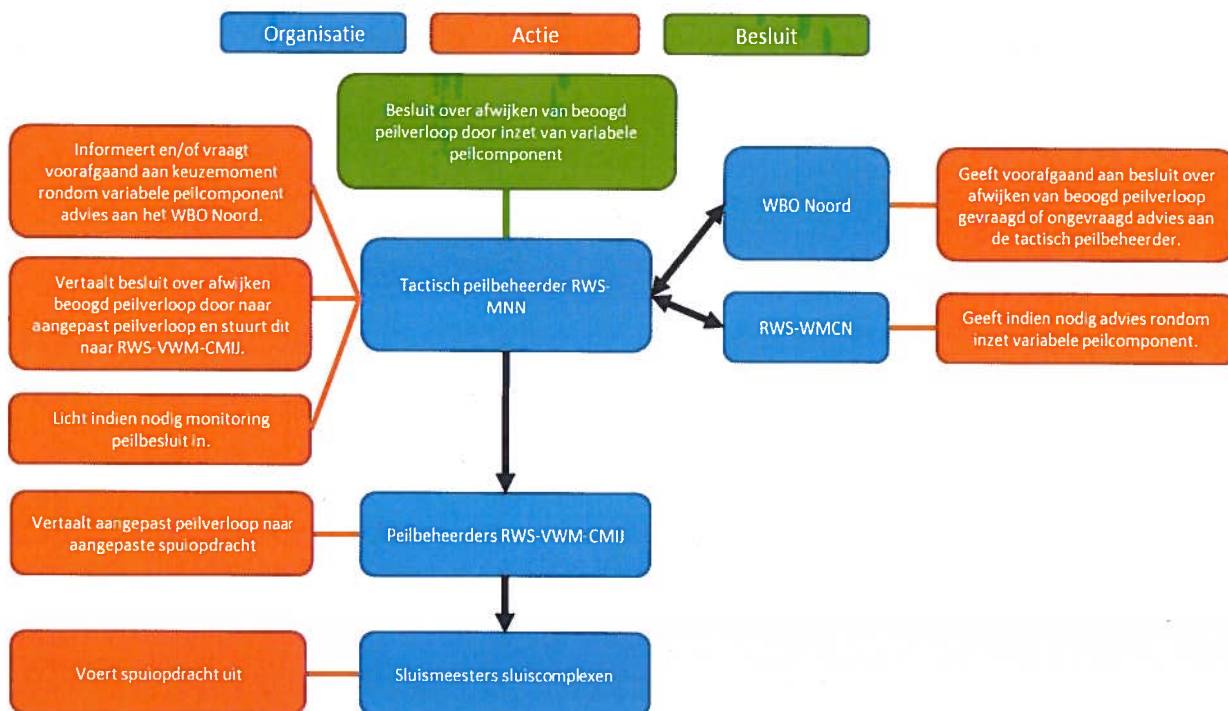 Organisatie
Actie
Besluit
Besluit over afwijken van beoogd
peilverloop door inzet van variabele
peilcomponent
Informeert en/of vraagt
voorafgaand aan keuzemoment
rondom variabele peilcomponent
advies aan het WBO Noord.
Vertaalt besluit over afwijken
beoogd peilverloop door naar
aangepast peilverloop en stuurt dit
naar RWS-VWM-CMIJ.
Licht indien nodig monitoring
peilbesluit in.
Tactisch peilbeheerder RWS-
MNN
WBO Noord
Geeft voorafgaand aan besluit over
afwijken van beoogd peilverloop
gevraagd of ongevraagd advies aan
de tactisch peilbeheerder.
RWS-WMCN
Geeft indien nodig advies rondom
inzet variabele peilcomponent.
Vertaalt aangepast peilverloop naar
aangepaste spuiopdracht
Peilbeheerders RWS-VWM-CMIJ
Voert spuiopdracht uit
Sluismeesters sluiscomplexen